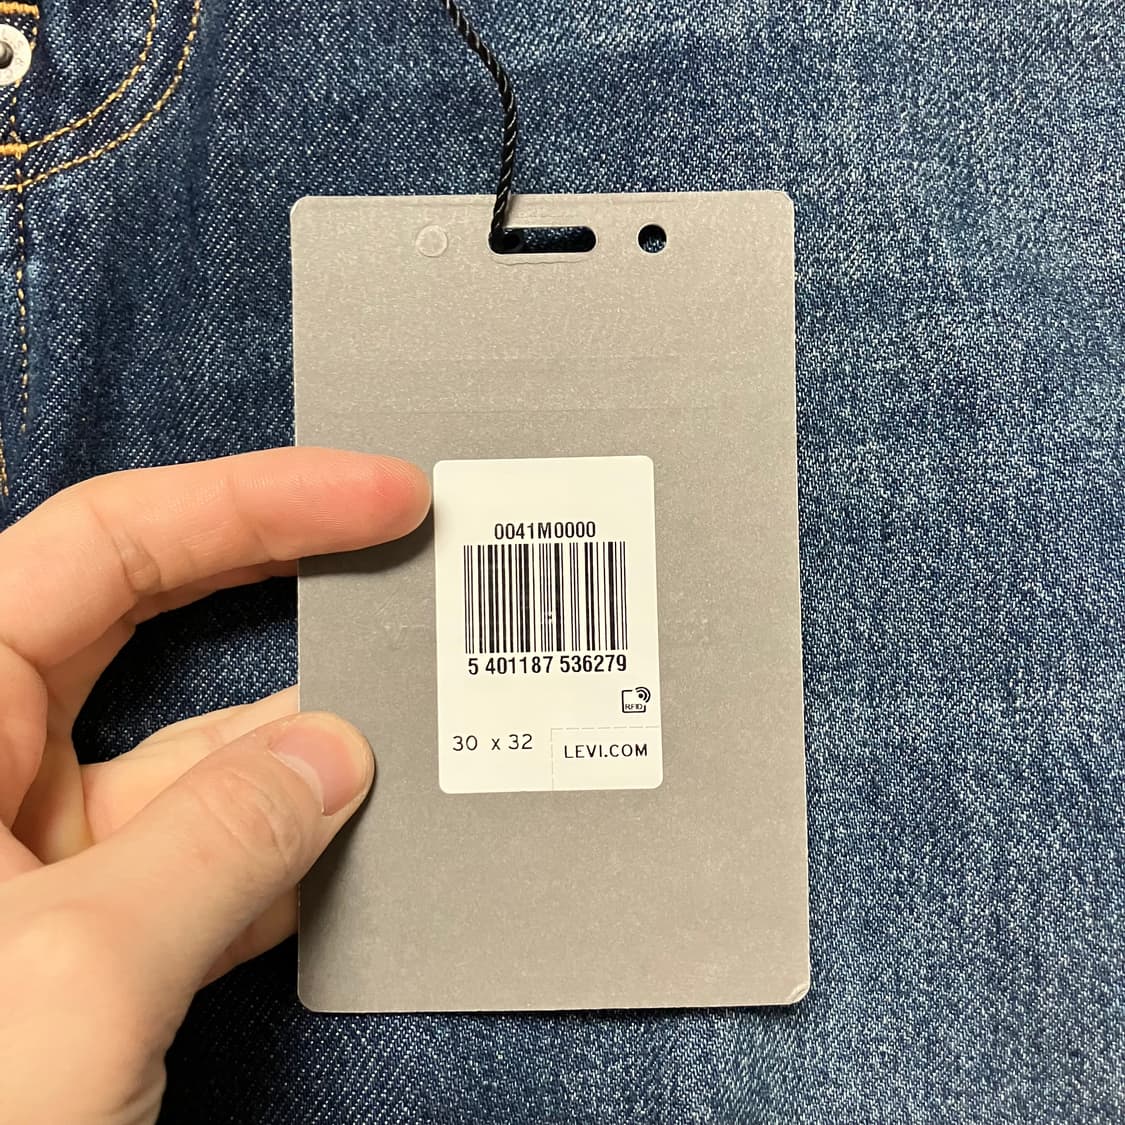 0041M0000
5 401187 536279
RFID
30 x 32
LEVI.COM